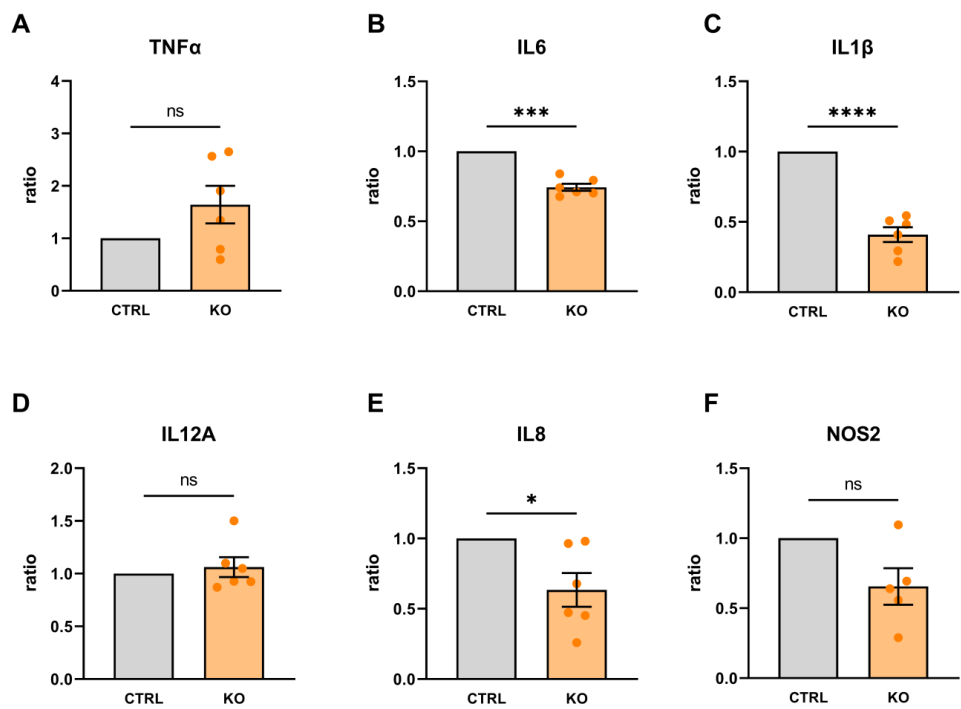 A
TNFα
ratio
4
3
2
1
0
ns
CTRL
KO
B
IL6
ratio
1.5
1.0
0.5
0.0
***
CTRL
KO
C
IL1β
ratio
1.5
1.0
0.5
0.0
****
CTRL
KO
D
IL12A
ratio
2.0
1.5
1.0
0.5
0.0
ns
CTRL
KO
E
IL8
ratio
1.5
1.0
0.5
0.0
*
CTRL
KO
F
NOS2
ratio
1.5
1.0
0.5
0.0
ns
CTRL
KO